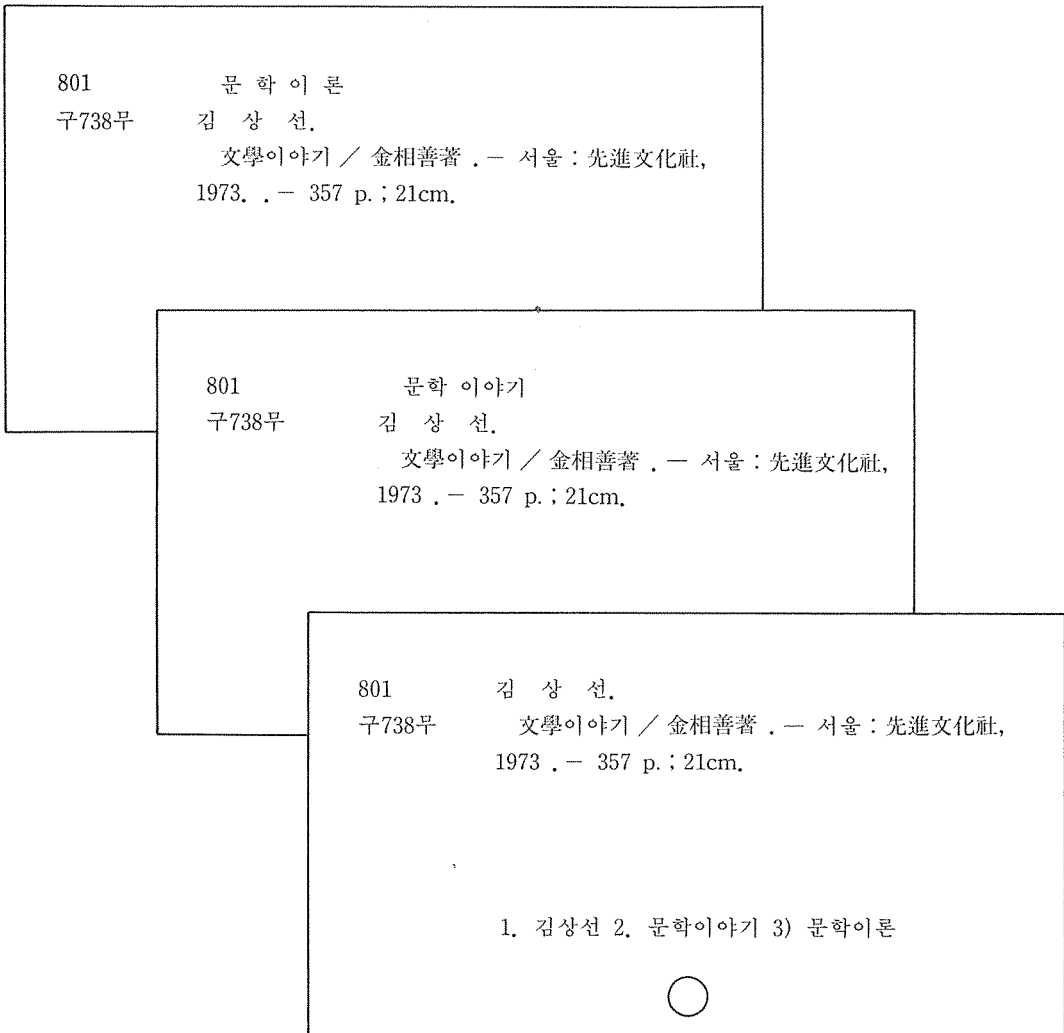 801 문 학 이 론
구738무 김 상 선.
文學이야기 ／ 金相善著 . － 서울 : 先進文化社,
1973. . － 357 p. ; 21cm.
801 문학 이야기
구738무 김 상 선.
文學이야기 ／ 金相善著 . － 서울 : 先進文化社,
1973 . － 357 p. ; 21cm.
801 김 상 선.
구738무 文學이야기 ／ 金相善著 . － 서울 : 先進文化社,
1973 . － 357 p. ; 21cm.
1. 김상선 2. 문학이야기 3) 문학이론